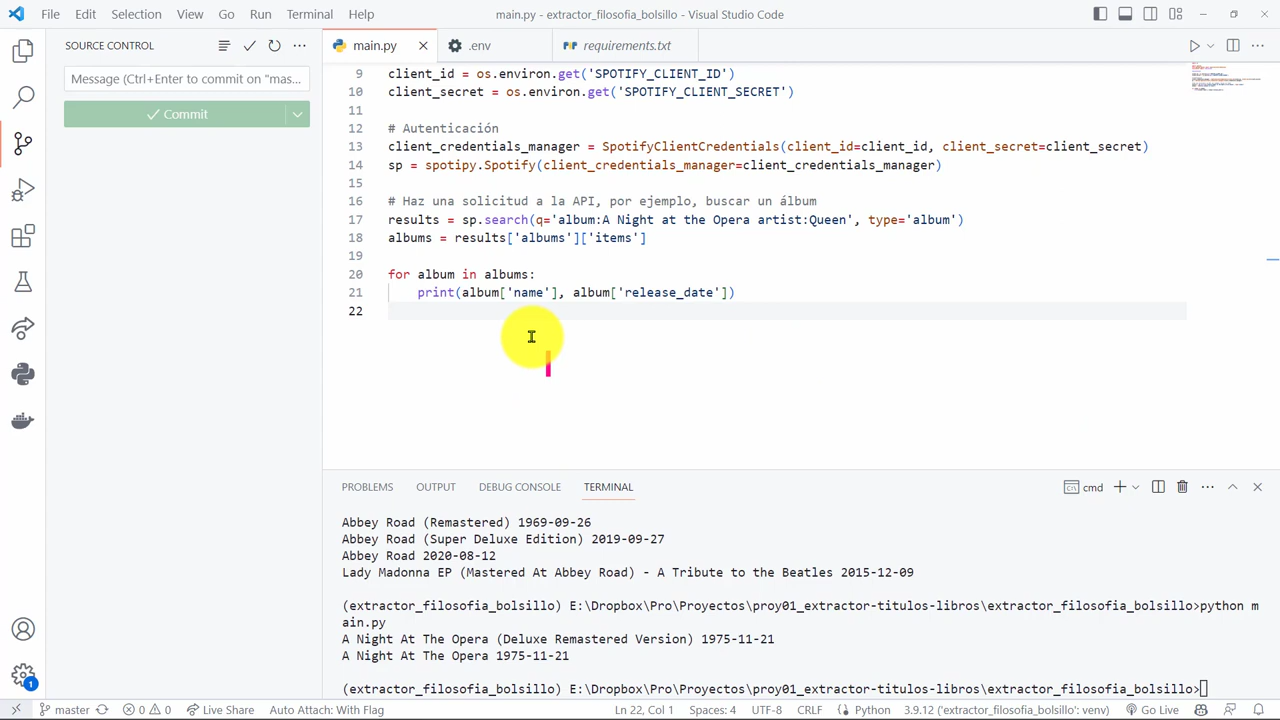 File Edit Selection View Go Run Terminal Help main.py - extractor_filosofia_bolsillo - Visual Studio Code
SOURCE CONTROL
Message (Ctrl+Enter to commit on "mas...
Commit
main.py .env requirements.txt
9 client_id = os.environ.get('SPOTIFY_CLIENT_ID')
10 client_secret = os.environ.get('SPOTIFY_CLIENT_SECRET')
11
12 # Autenticación
13 client_credentials_manager = SpotifyClientCredentials(client_id=client_id, client_secret=client_secret)
14 sp = spotipy.Spotify(client_credentials_manager=client_credentials_manager)
15
16 # Haz una solicitud a la API, por ejemplo, buscar un álbum
17 results = sp.search(q='album:A Night at the Opera artist:Queen', type='album')
18 albums = results['albums']['items']
19
20 for album in albums:
21 print(album['name'], album['release_date'])
22
PROBLEMS OUTPUT DEBUG CONSOLE TERMINAL cmd
Abbey Road (Remastered) 1969-09-26
Abbey Road (Super Deluxe Edition) 2019-09-27
Abbey Road 2020-08-12
Lady Madonna EP (Mastered At Abbey Road) - A Tribute to the Beatles 2015-12-09
(extractor_filosofia_bolsillo) E:\Dropbox\Pro\Proyectos\proy01_extractor-titulos-libros\extractor_filosofia_bolsillo>python m
ain.py
A Night At The Opera (Deluxe Remastered Version) 1975-11-21
A Night At The Opera 1975-11-21
(extractor_filosofia_bolsillo) E:\Dropbox\Pro\Proyectos\proy01_extractor-titulos-libros\extractor_filosofia_bolsillo>
1
master 0 0 Live Share Auto Attach: With Flag Ln 22, Col 1 Spaces: 4 UTF-8 CRLF Python 3.9.12 ('extractor_filosofia_bolsillo': venv) Go Live